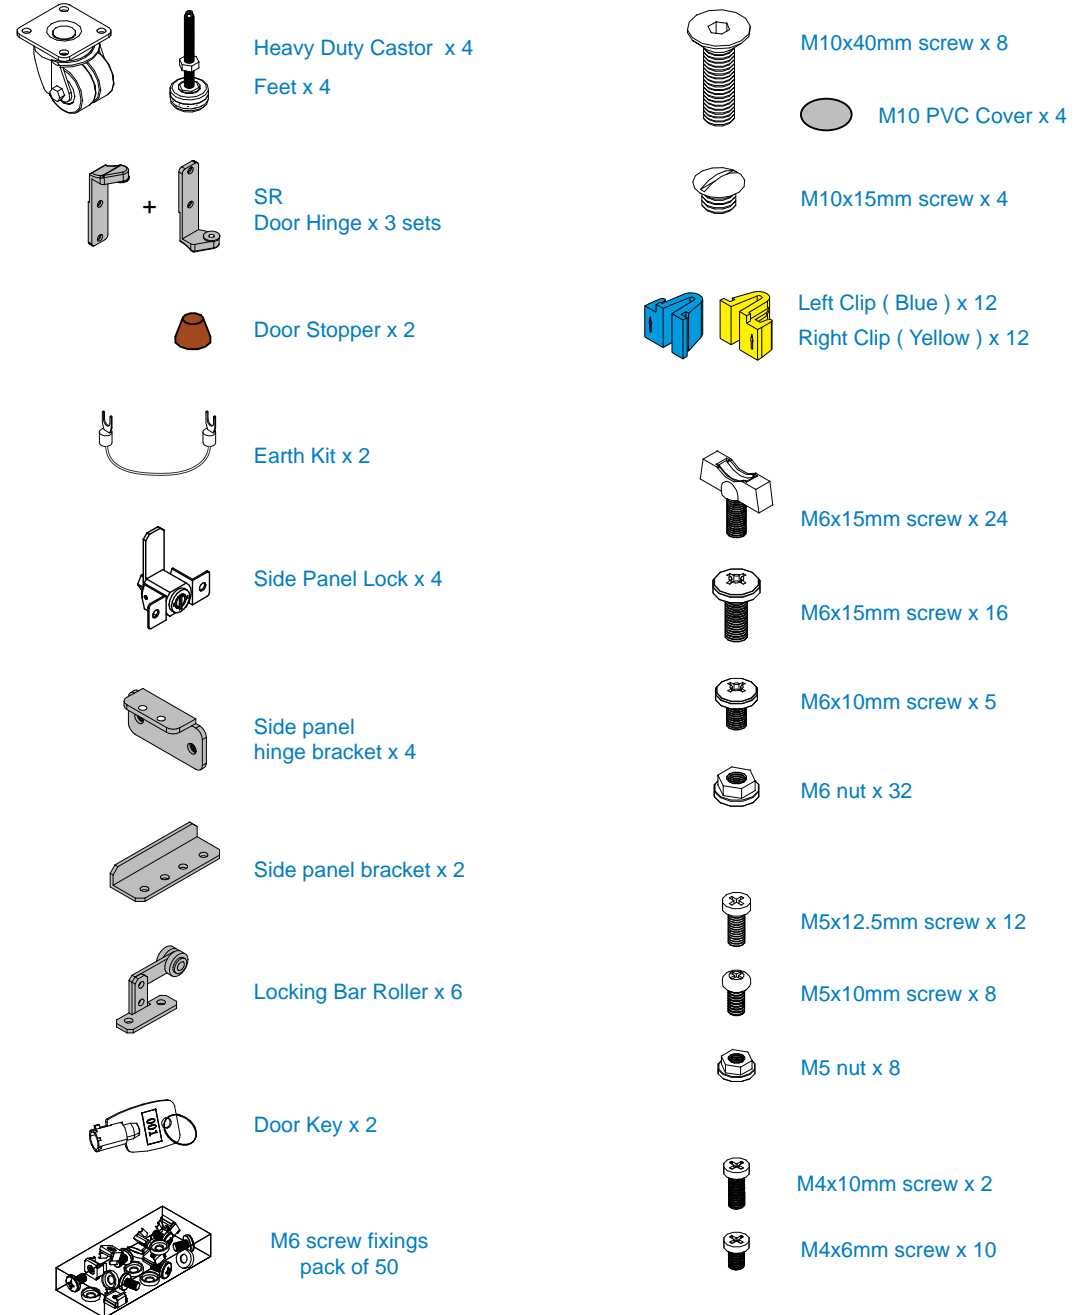 Heavy Duty Castor x 4
Feet x 4
+
SR
Door Hinge x 3 sets
Door Stopper x 2
Earth Kit x 2
Side Panel Lock x 4
Side panel
hinge bracket x 4
Side panel bracket x 2
Locking Bar Roller x 6
001
Door Key x 2
M6 screw fixings
pack of 50
M10x40mm screw x 8
M10 PVC Cover x 4
M10x15mm screw x 4
Left Clip ( Blue ) x 12
Right Clip ( Yellow ) x 12
M6x15mm screw x 24
M6x15mm screw x 16
M6x10mm screw x 5
M6 nut x 32
M5x12.5mm screw x 12
M5x10mm screw x 8
M5 nut x 8
M4x10mm screw x 2
M4x6mm screw x 10